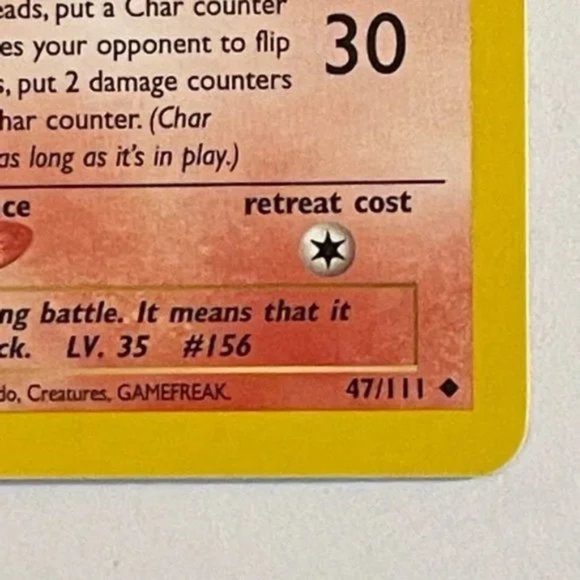 eads, put a Char counter
es your opponent to flip
30
s, put 2 damage counters
har counter. (Char
as long as it's in play.)
ce
retreat cost
ng battle. It means that it
ck. LV. 35 #156
do, Creatures, GAMEFREAK.
47/111